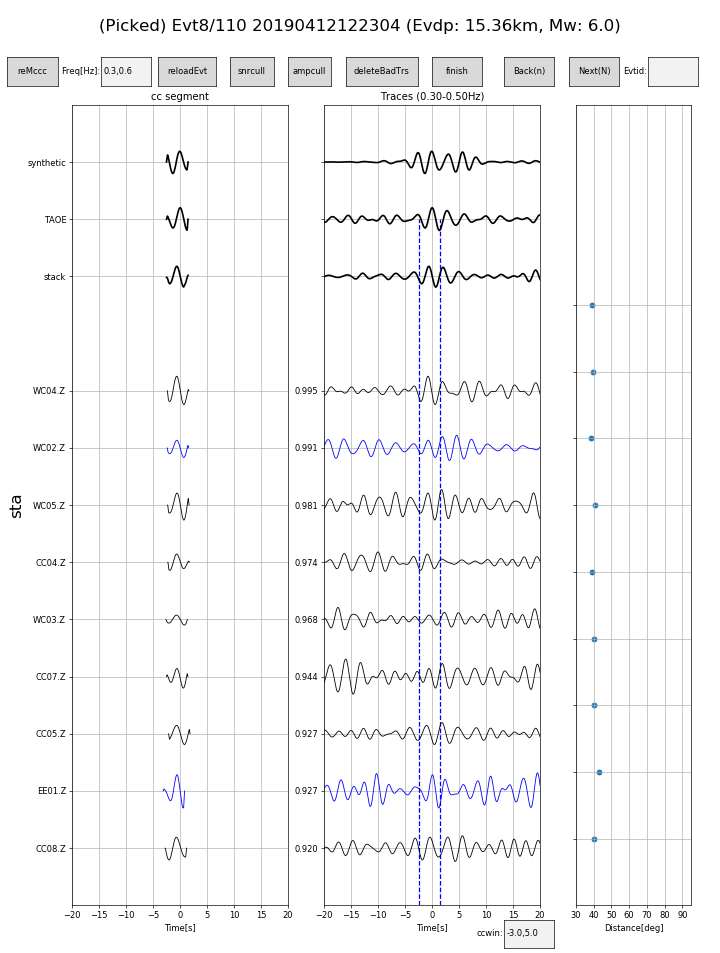 (Picked) Evt8/110 20190412122304 (Evdp: 15.36km, Mw: 6.0)
reMccc Freq[Hz]: 0.3,0.6 reloadEvt snrcull ampcull deleteBadTrs finish Back(n) Next(N) Evtid:
cc segment Traces (0.30-0.50Hz)
synthetic
TAOE
stack
WC04.Z 0.995
WC02.Z 0.991
WC05.Z 0.981
CC04.Z 0.974
WC03.Z 0.968
CC07.Z 0.944
CC05.Z 0.927
EE01.Z 0.927
CC08.Z 0.920
sta
−20 −15 −10 −5 0 5 10 15 20 −20 −15 −10 −5 0 5 10 15 20 30 40 50 60 70 80 90
Time[s] Time[s] Distance[deg]
ccwin: -3.0,5.0